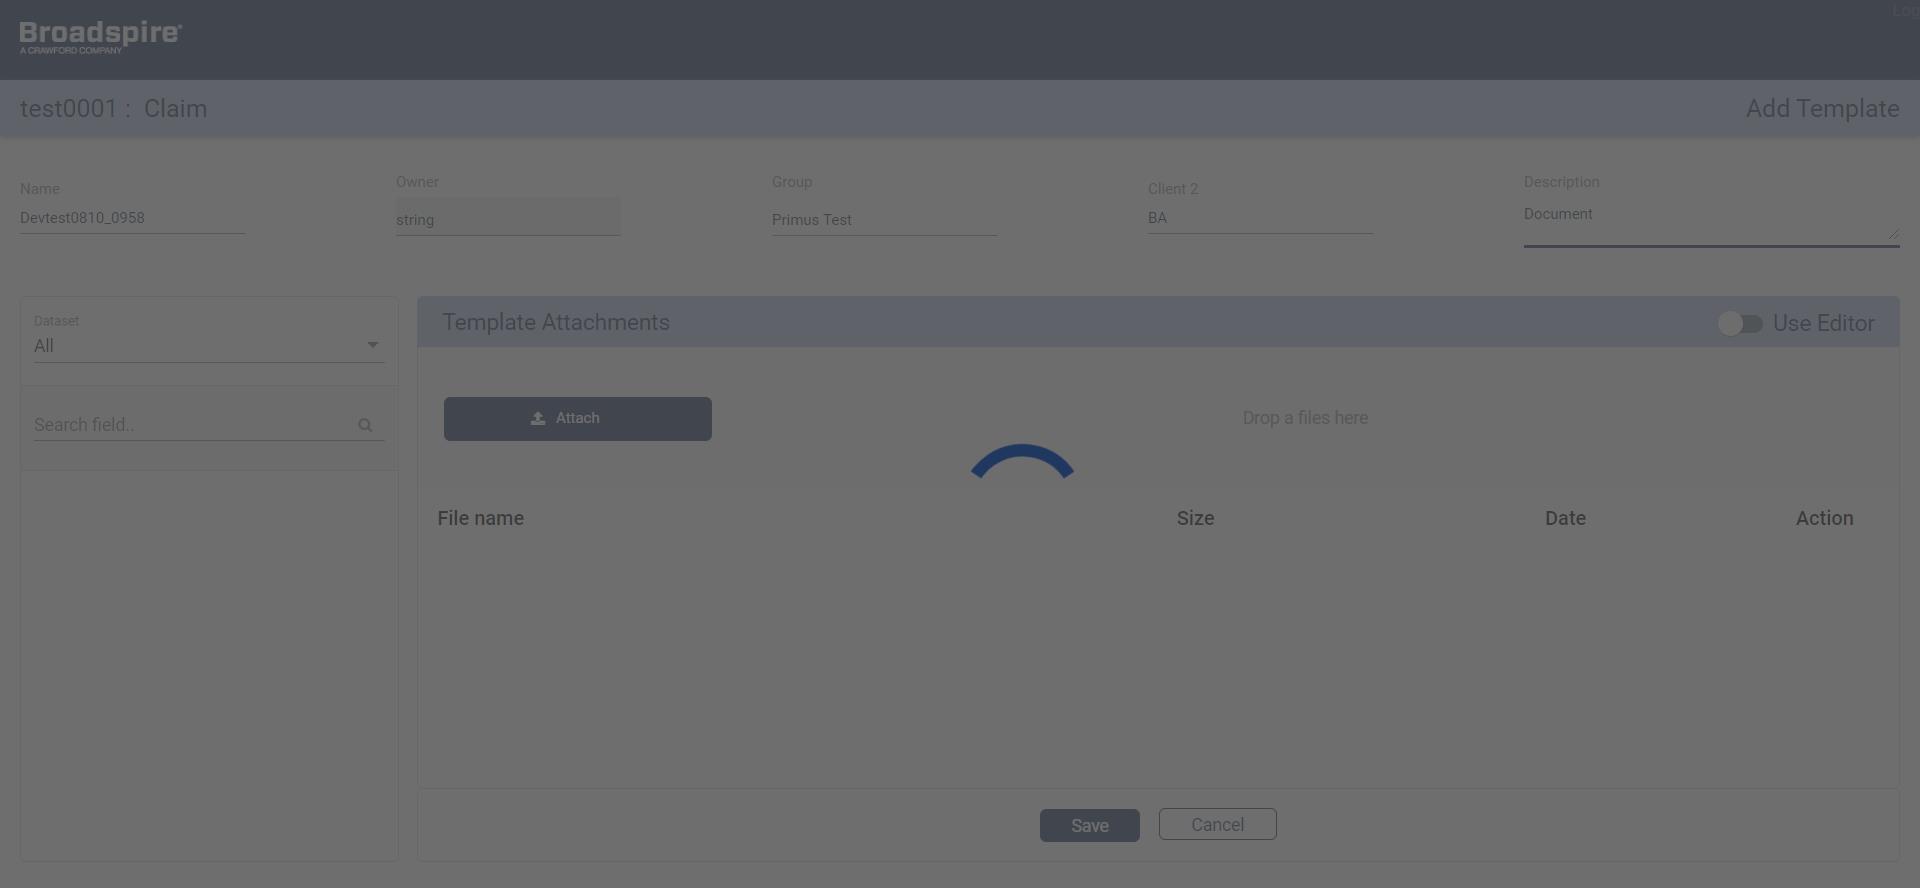 Log
Broadspire®
A CRAWFORD COMPANY
test0001 : Claim
Add Template
Name
Devtest0810_0958
Owner
string
Group
Primus Test
Client 2
BA
Description
Document
Dataset
All
Search field..
Template Attachments
Use Editor
Attach
Drop a files here
File name
Size
Date
Action
Save
Cancel